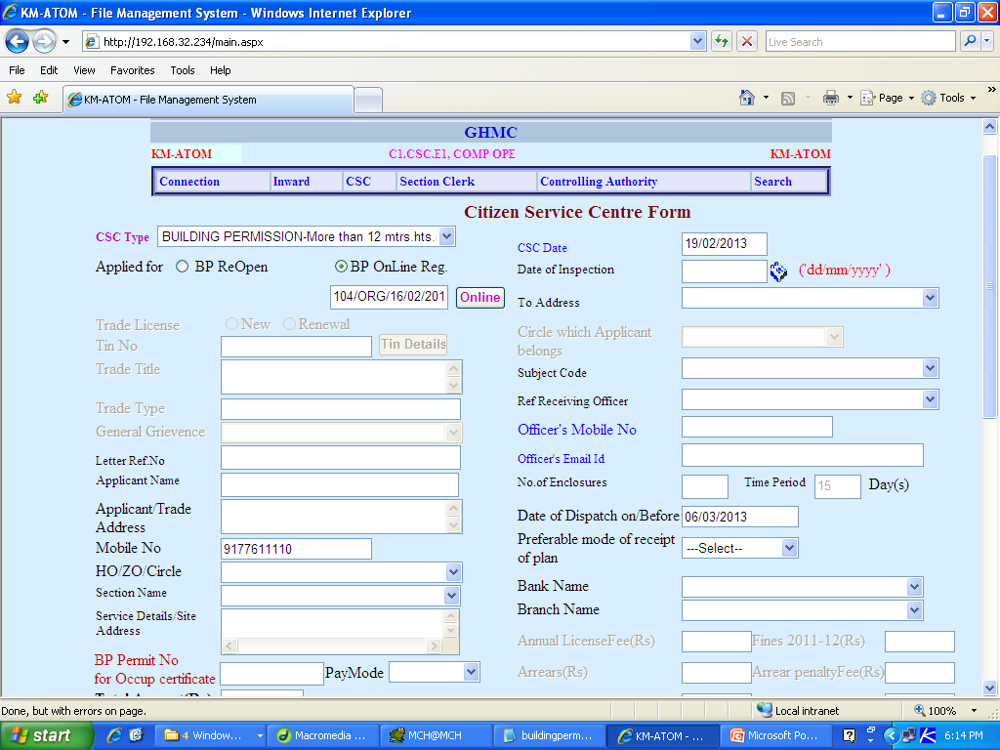 KM-ATOM - File Management System - Windows Internet Explorer
http://192.168.32.234/main.aspx
Live Search
File Edit View Favorites Tools Help
KM-ATOM - File Management System
Page Tools »
GHMC
KM-ATOM C1.CSC.E1, COMP OPE KM-ATOM
Connection Inward CSC Section Clerk Controlling Authority Search
Citizen Service Centre Form
CSC Type BUILDING PERMISSION-More than 12 mtrs.hts.
CSC Date 19/02/2013
Applied for BP ReOpen BP OnLine Reg.
Date of Inspection ('dd/mm/yyyy' )
104/ORG/16/02/201 Online
To Address
Trade License New Renewal
Circle which Applicant
belongs
Tin No Tin Details
Trade Title
Subject Code
Ref Receiving Officer
Trade Type
General Grievence
Officer's Mobile No
Letter Ref.No
Officer's Email Id
Applicant Name
No.of Enclosures Time Period 15 Day(s)
Applicant/Trade
Address
Date of Dispatch on/Before 06/03/2013
Mobile No 9177611110
Preferable mode of receipt
of plan
---Select--
HO/ZO/Circle
Section Name
Bank Name
Service Details/Site
Address
Branch Name
Annual LicenseFee(Rs) Fines 2011-12(Rs)
BP Permit No
for Occup certificate PayMode
Arrears(Rs) Arrear penaltyFee(Rs)
Done, but with errors on page.
Local intranet 100%
start 4 Window... Macromedia ... MCH@MCH buildingperm... KM-ATOM - ... Microsoft Po... 6:14 PM